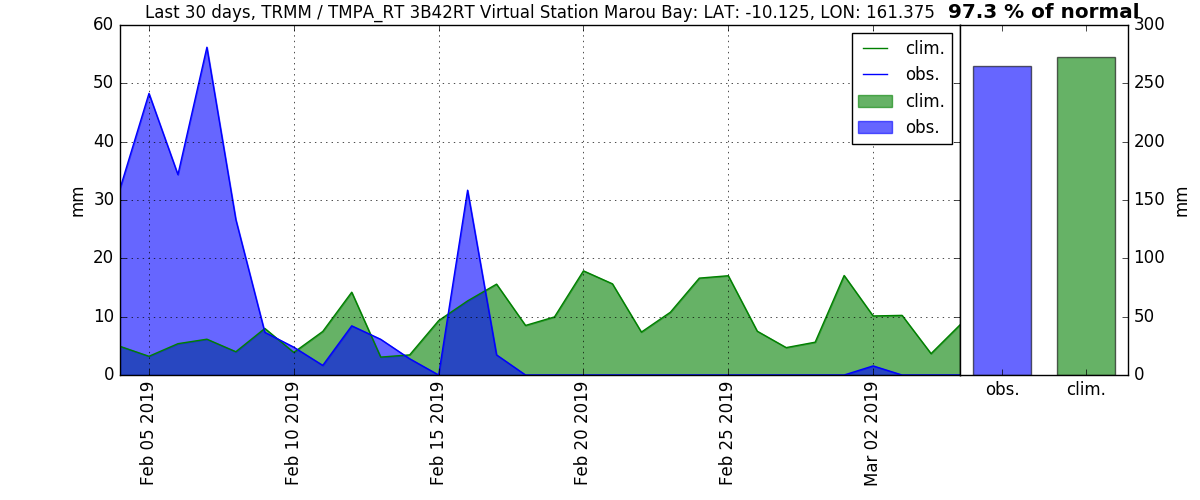 Last 30 days, TRMM / TMPA_RT 3B42RT Virtual Station Marou Bay: LAT: -10.125, LON: 161.375
97.3 % of normal
60
50
40
30
20
10
0
mm
clim.
obs.
clim.
obs.
Feb 05 2019
Feb 10 2019
Feb 15 2019
Feb 20 2019
Feb 25 2019
Mar 02 2019
300
250
200
150
100
50
0
mm
obs.
clim.